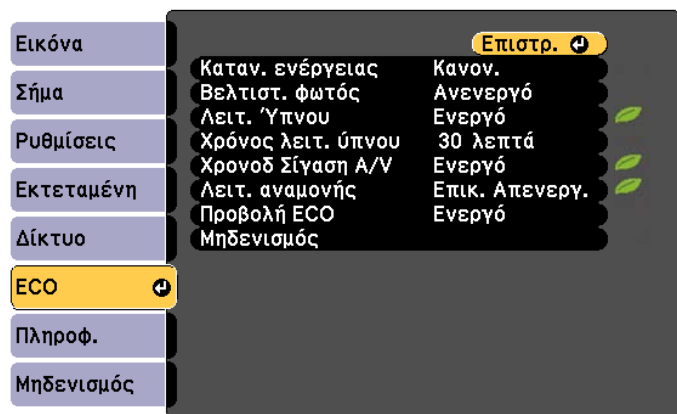 Εικόνα
Σήμα
Ρυθμίσεις
Εκτεταμένη
Δίκτυο
ECO
Πληροφ.
Μηδενισμός
Επιστρ.
Καταν. ενέργειας Κανον.
Βελτιστ. φωτός Ανενεργό
Λειτ. Ύπνου Ενεργό
Χρόνος λειτ. ύπνου 30 λεπτά
Χρονοδ Σίγαση A/V Ενεργό
Λειτ. αναμονής Επικ. Απενεργ.
Προβολή ECO Ενεργό
Μηδενισμός